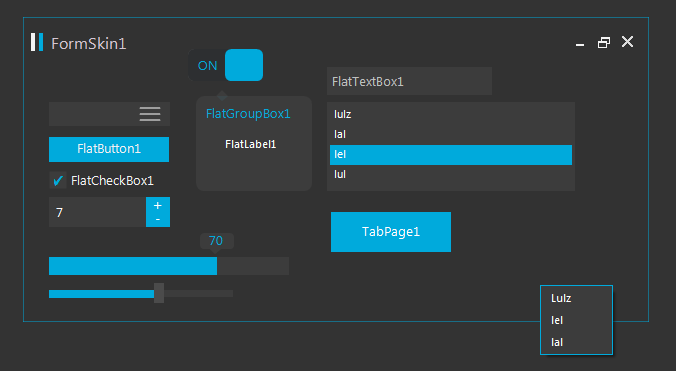 FormSkin1
ON
FlatTextBox1
FlatGroupBox1
FlatLabel1
lulz
lal
lel
lul
FlatButton1
FlatCheckBox1
7
+
-
TabPage1
70
Lulz
lel
lal